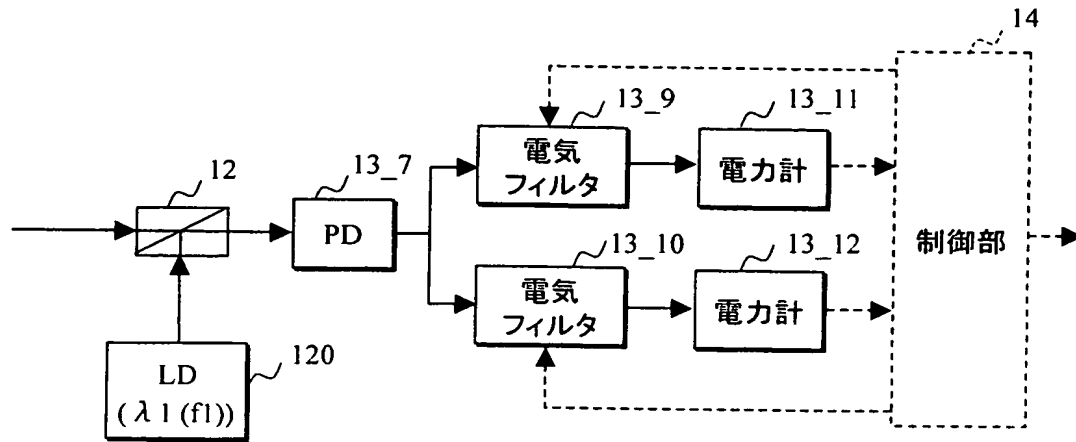 14
13_9
13_11
電気
フィルタ
電力計
12
13_7
PD
制御部
13_10
13_12
電気
フィルタ
電力計
LD
(λ1(f1))
120